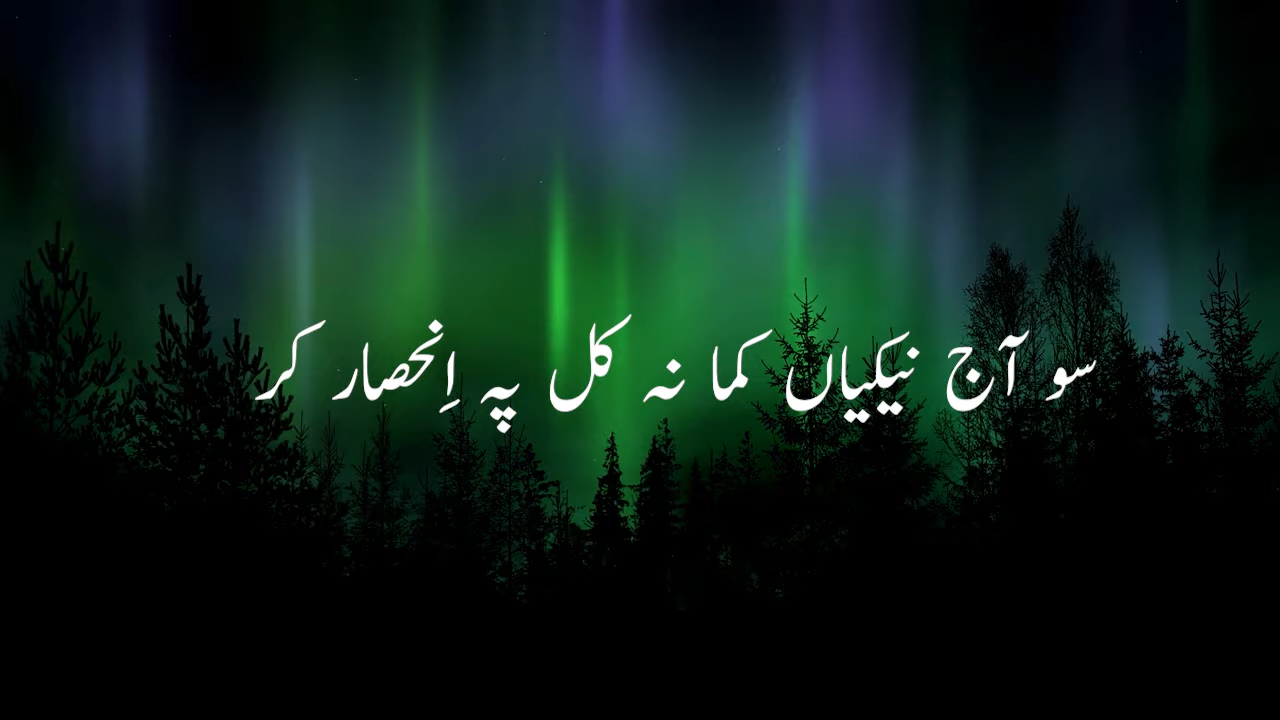 سو آج نیکیاں کما نہ کل پہ اِنحصار کر